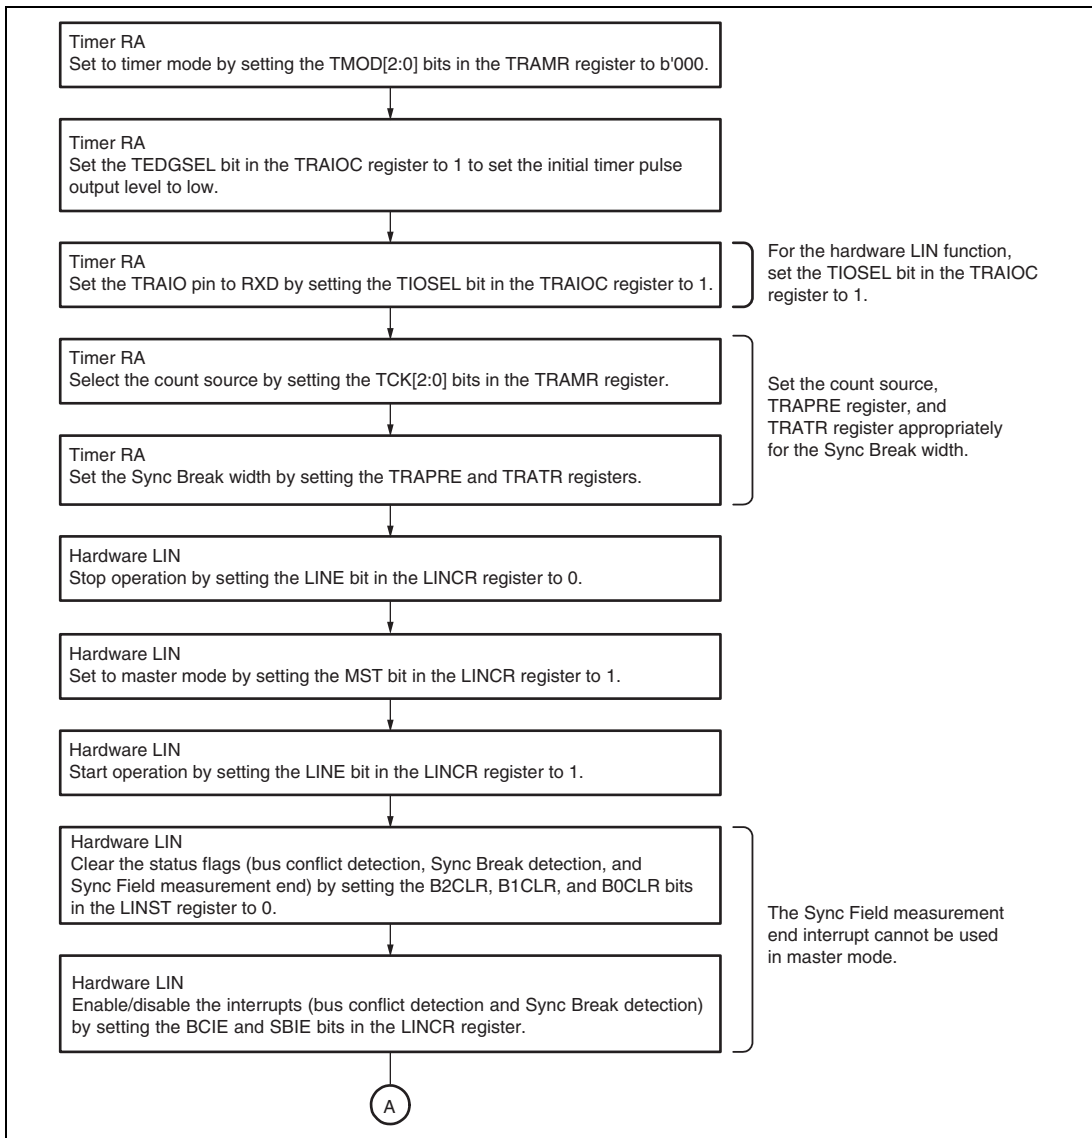 Timer RA
Set to timer mode by setting the TMOD[2:0] bits in the TRAMR register to b'000.
Timer RA
Set the TEDGSEL bit in the TRAIOC register to 1 to set the initial timer pulse
output level to low.
Timer RA
Set the TRAIO pin to RXD by setting the TIOSEL bit in the TRAIOC register to 1.
For the hardware LIN function,
set the TIOSEL bit in the TRAIOC
register to 1.
Timer RA
Select the count source by setting the TCK[2:0] bits in the TRAMR register.
Timer RA
Set the Sync Break width by setting the TRAPRE and TRATR registers.
Set the count source,
TRAPRE register, and
TRATR register appropriately
for the Sync Break width.
Hardware LIN
Stop operation by setting the LINE bit in the LINCR register to 0.
Hardware LIN
Set to master mode by setting the MST bit in the LINCR register to 1.
Hardware LIN
Start operation by setting the LINE bit in the LINCR register to 1.
Hardware LIN
Clear the status flags (bus conflict detection, Sync Break detection, and
Sync Field measurement end) by setting the B2CLR, B1CLR, and B0CLR bits
in the LINST register to 0.
Hardware LIN
Enable/disable the interrupts (bus conflict detection and Sync Break detection)
by setting the BCIE and SBIE bits in the LINCR register.
The Sync Field measurement
end interrupt cannot be used
in master mode.
A